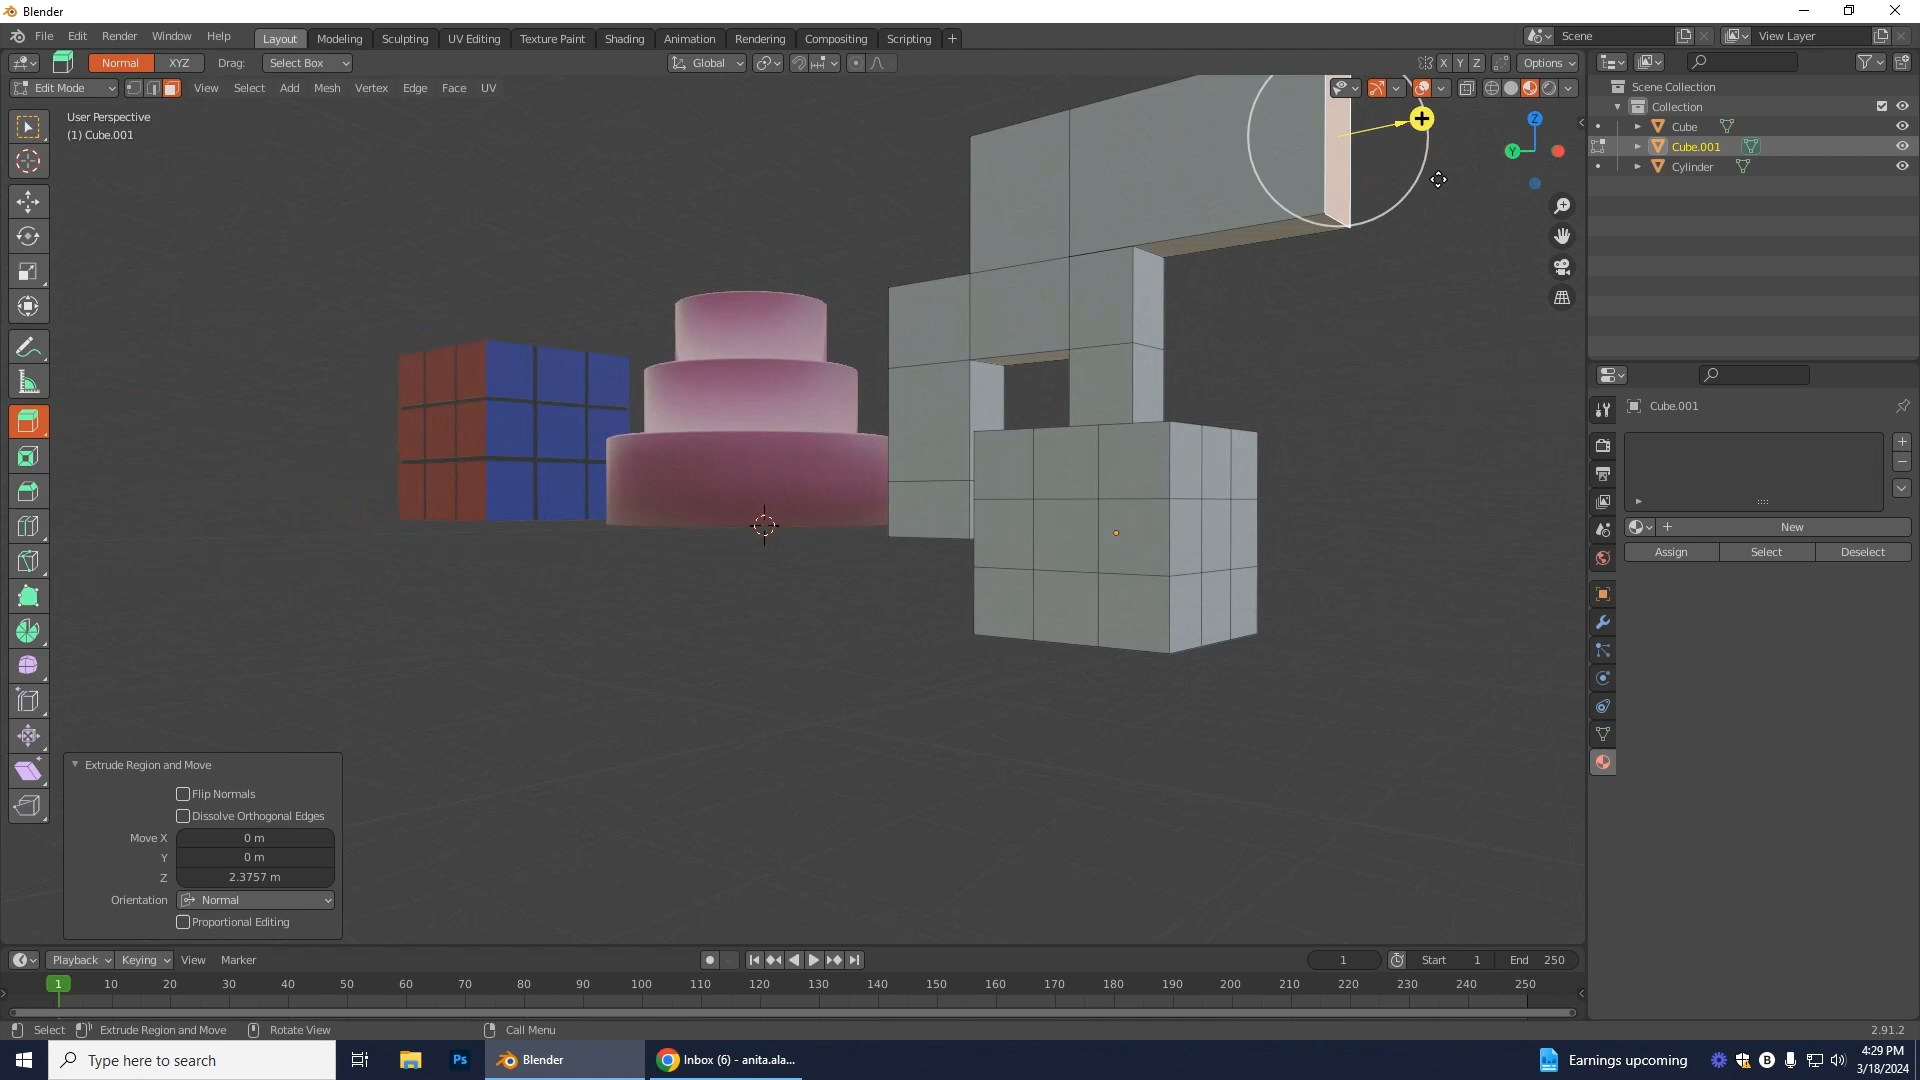 Blender
File Edit Render Window Help Layout Modeling Sculpting UV Editing Texture Paint Shading Animation Rendering Compositing Scripting + Scene View Layer
Normal XYZ Drag: Select Box Global X Y Z Options
Edit Mode View Select Add Mesh Vertex Edge Face UV
User Perspective
(1) Cube.001
Z
Y
Scene Collection
Collection
Cube
Cube.001
Cylinder
Cube.001
New
Assign Select Deselect
Extrude Region and Move
Flip Normals
Dissolve Orthogonal Edges
Move X 0 m
Y 0 m
Z 2.3757 m
Orientation Normal
Proportional Editing
Playback Keying View Marker 1 Start 1 End 250
1 10 20 30 40 50 60 70 80 90 100 110 120 130 140 150 160 170 180 190 200 210 220 230 240 250
Select Extrude Region and Move Rotate View Call Menu 2.91.2
Type here to search Ps Blender Inbox (6) - anita.ala... Earnings upcoming 4:29 PM
3/18/2024